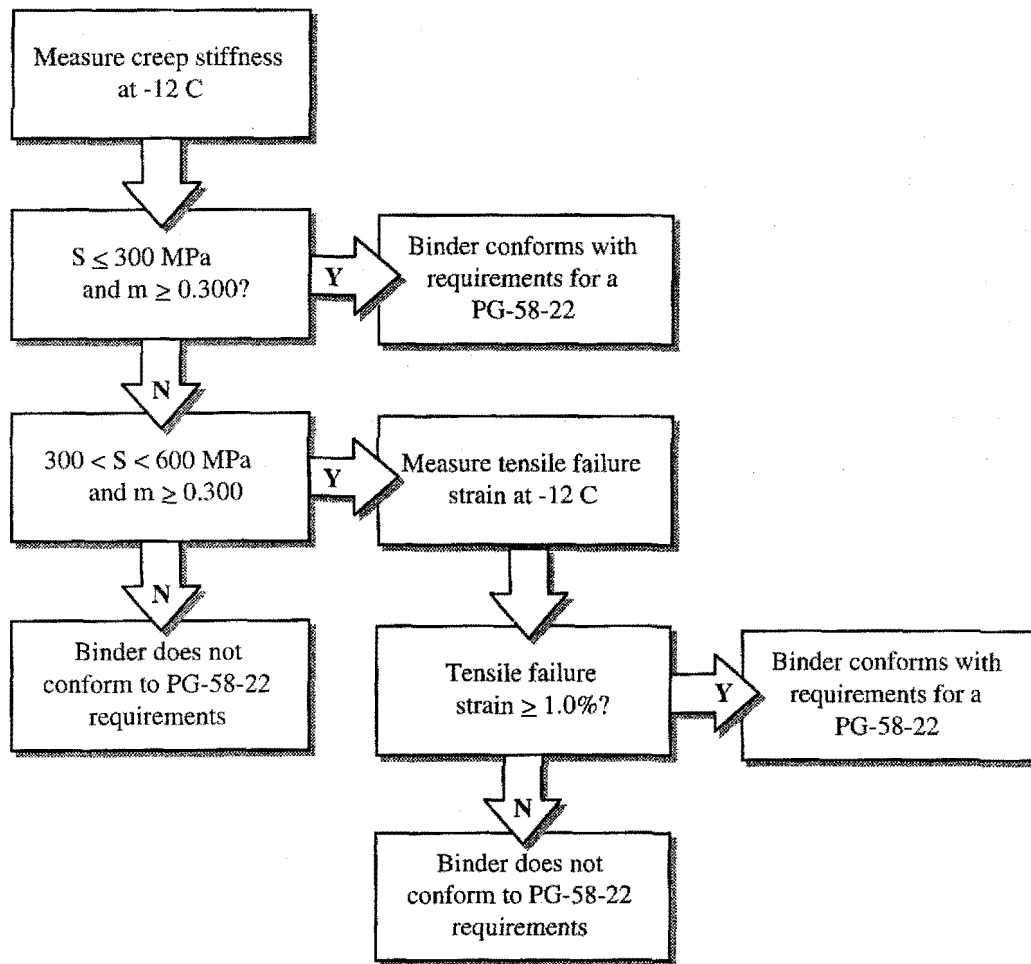 Measure creep stiffness
at -12 C
S ≤ 300 MPa
and m ≥ 0.300?
Y
Binder conforms with
requirements for a
PG-58-22
N
300 < S < 600 MPa
and m ≥ 0.300
Y
Measure tensile failure
strain at -12 C
N
Binder does not
conform to PG-58-22
requirements
Tensile failure
strain ≥ 1.0%?
Y
Binder conforms with
requirements for a
PG-58-22
N
Binder does not
conform to PG-58-22
requirements